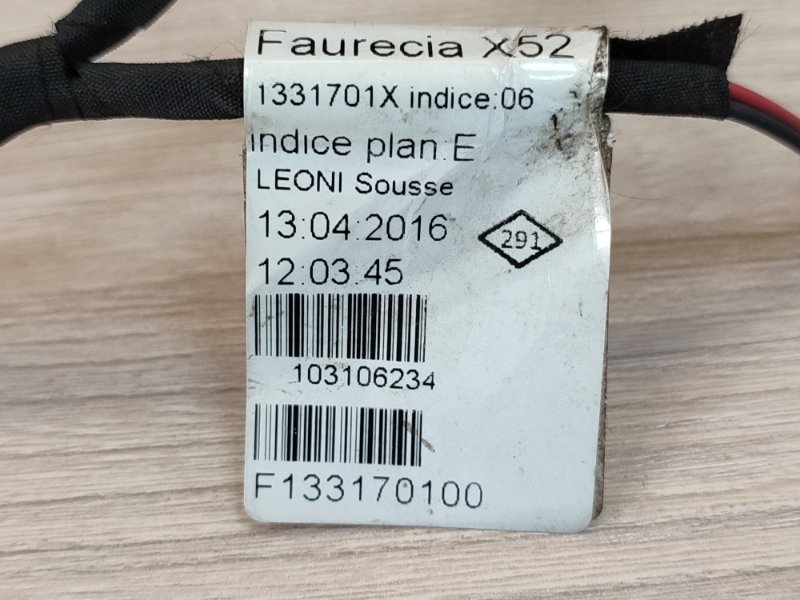 Faurecia X52
1331701X indice:06
indice plan:E
LEONI Sousse
13:04:2016
291
12:03:45
103106234
F133170100